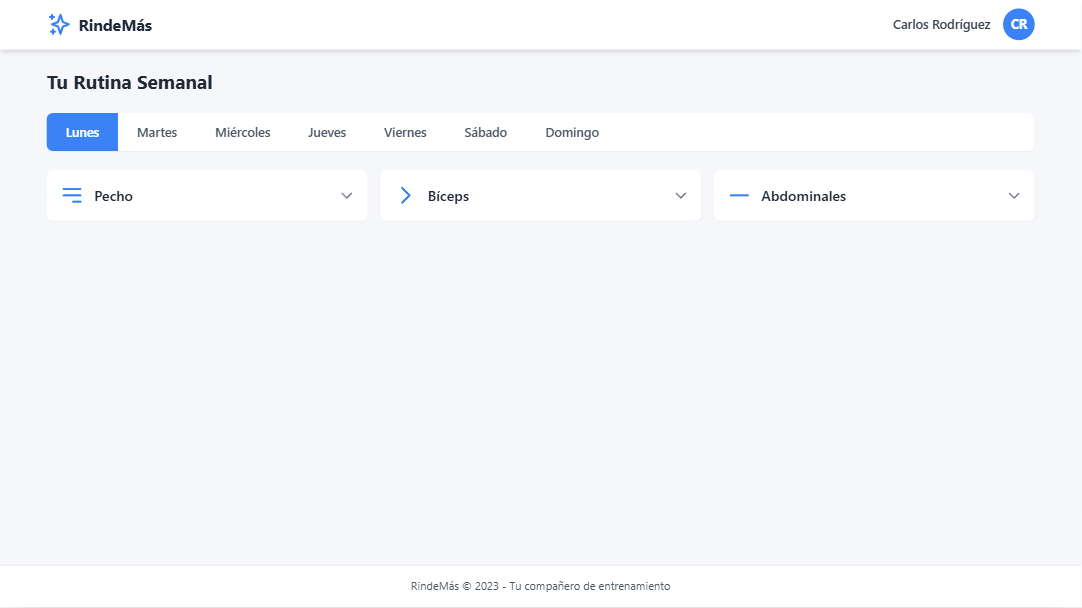 RindeMás
Carlos Rodríguez
CR
Tu Rutina Semanal
Lunes Martes Miércoles Jueves Viernes Sábado Domingo
Pecho Bíceps Abdominales
RindeMás © 2023 - Tu compañero de entrenamiento